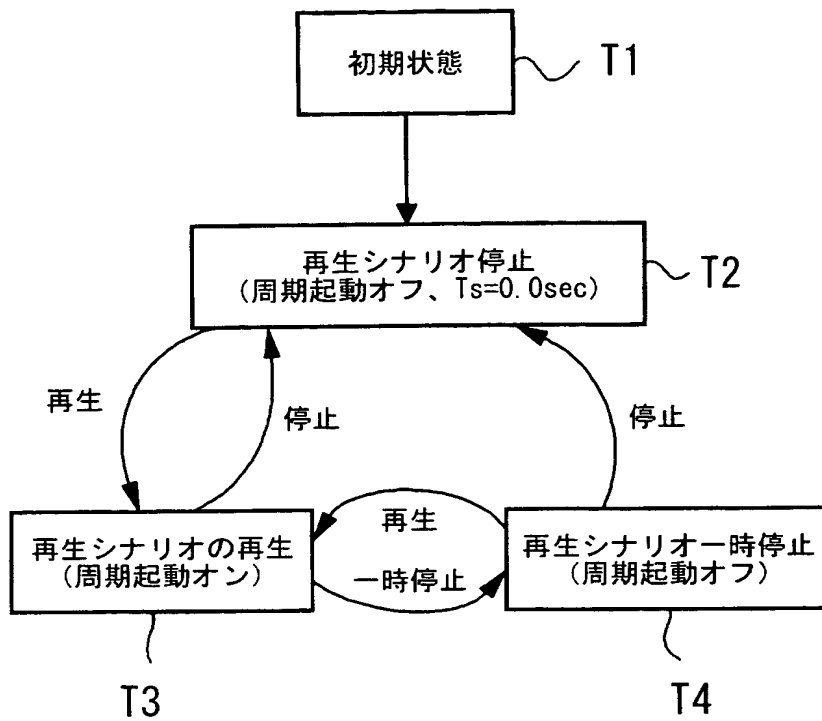 初期状態
T1
再生シナリオ停止
(周期起動オフ、Ts=0.0sec)
T2
再生
停止
停止
再生シナリオの再生
(周期起動オン)
再生
一時停止
再生シナリオ一時停止
(周期起動オフ)
T3
T4